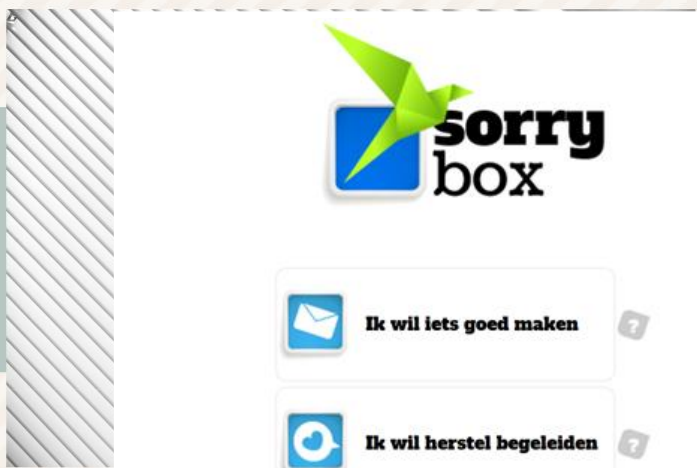 sorry
box
Ik wil iets goed maken
?
Ik wil herstel begeleiden
?